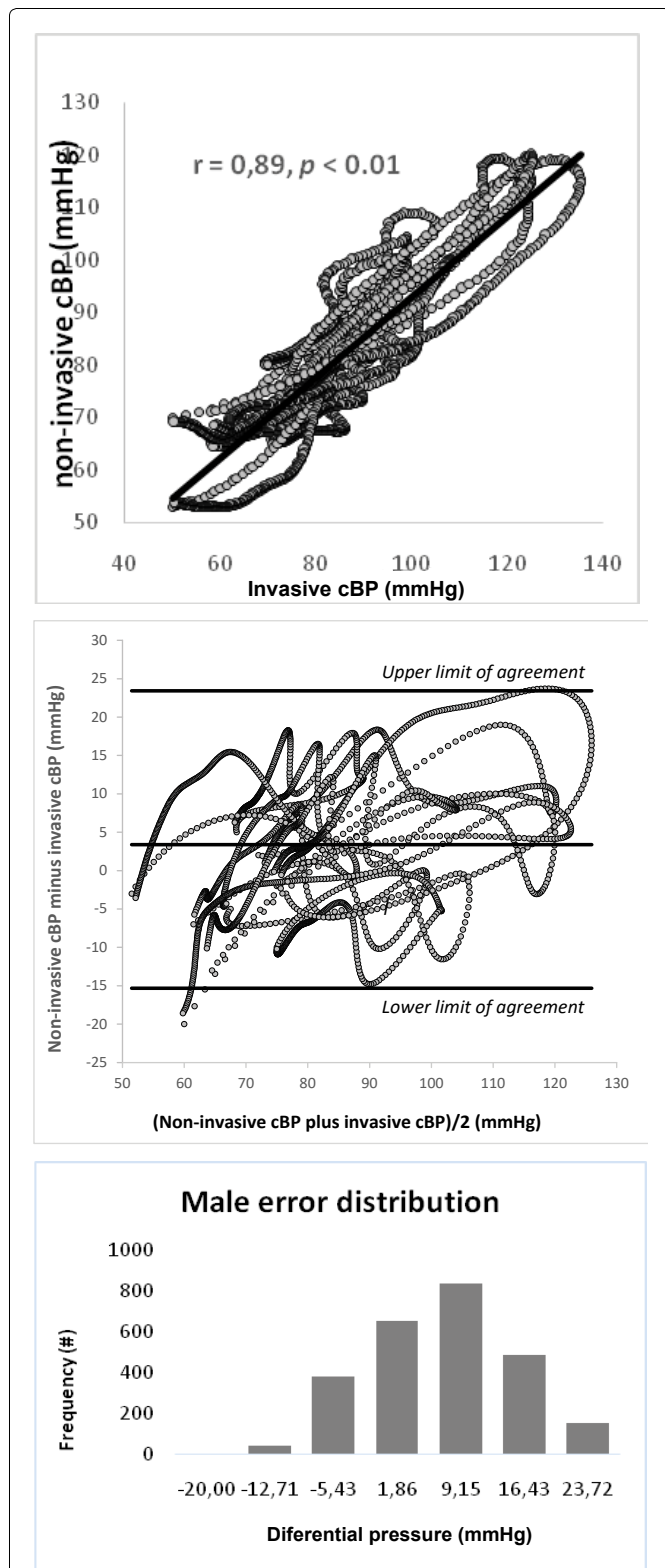 non-invasive cBP (mmHg)
130
120
110
100
90
80
70
60
50
r = 0,89, p < 0.01
40 60 80 100 120 140
Invasive cBP (mmHg)
Non-invasive cBP minus invasive cBP (mmHg)
30
25
20
15
10
5
0
-5
-10
-15
-20
-25
Upper limit of agreement
Lower limit of agreement
50 60 70 80 90 100 110 120 130
(Non-invasive cBP plus invasive cBP)/2 (mmHg)
Male error distribution
Frequency (#)
1000
800
600
400
200
0
-20,00 -12,71 -5,43 1,86 9,15 16,43 23,72
Diferential pressure (mmHg)